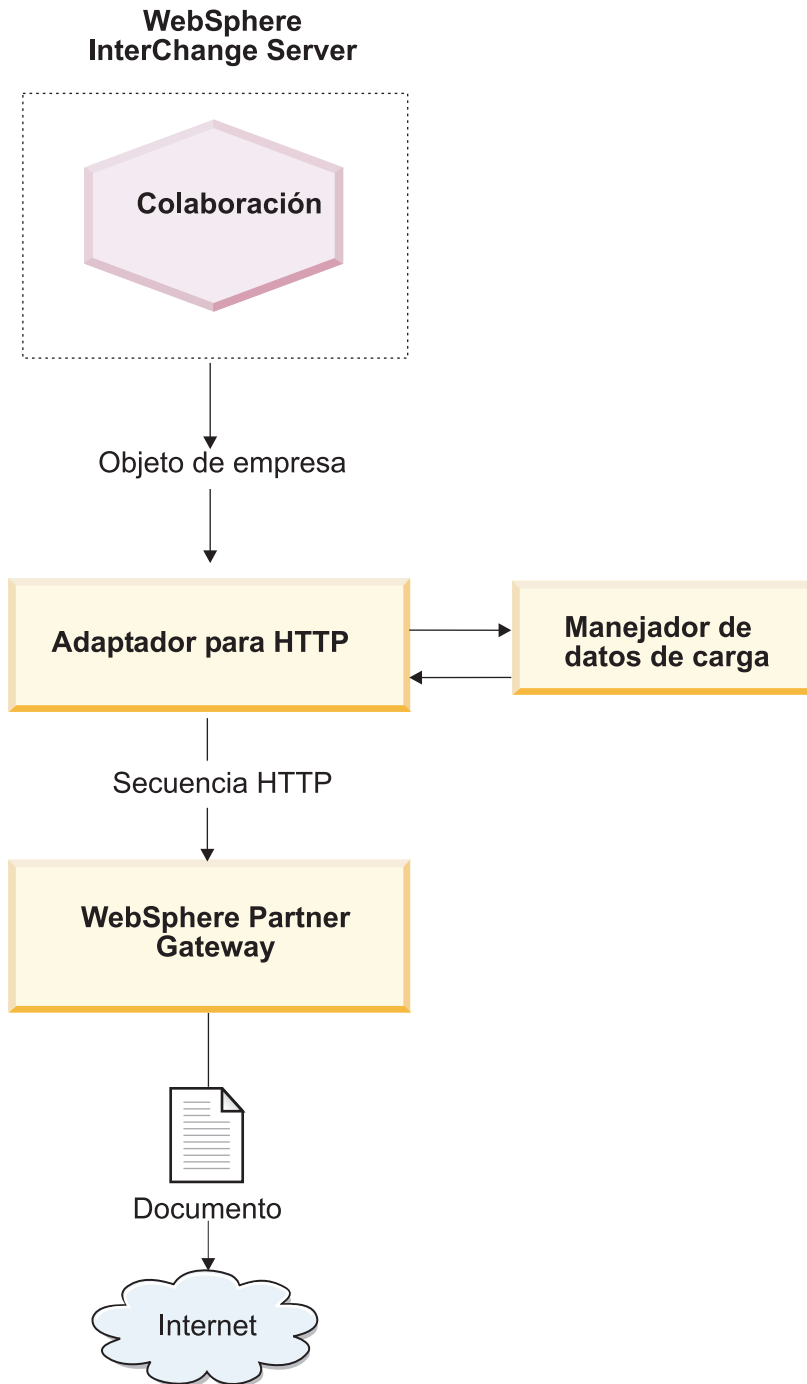 WebSphere
InterChange Server
Colaboración
Objeto de empresa
Adaptador para HTTP
Manejador de
datos de carga
Secuencia HTTP
WebSphere Partner
Gateway
Documento
Internet